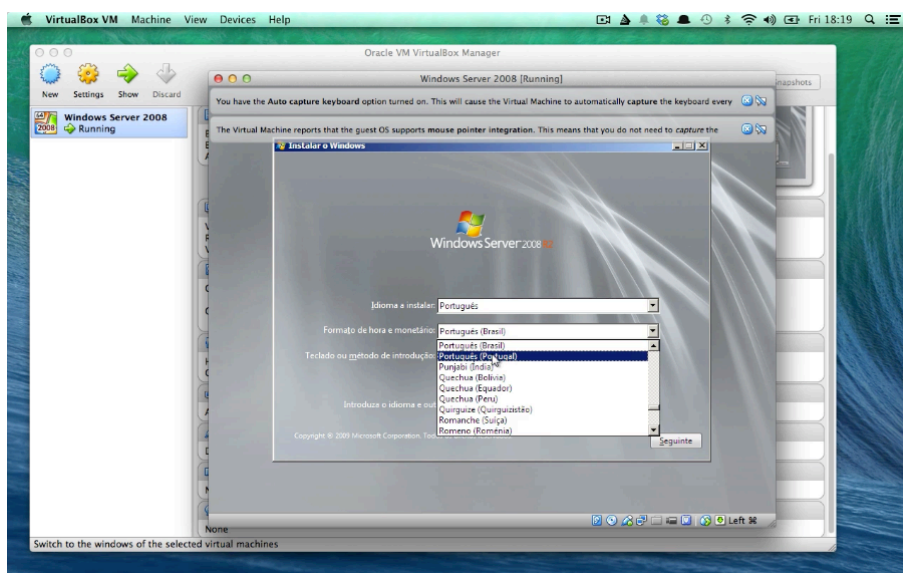 VirtualBox VM Machine View Devices Help Fri 18:19
Oracle VM VirtualBox Manager
New Settings Show Discard
Snapshots
Windows Server 2008 [Running]
You have the Auto capture keyboard option turned on. This will cause the Virtual Machine to automatically capture the keyboard every
Windows Server 2008
Running
The Virtual Machine reports that the guest OS supports mouse pointer integration. This means that you do not need to capture the
Instalar o Windows
Windows Server 2008 R2
Idioma a instalar: Português
Formato de hora e monetário: Português (Brasil)
Português (Brasil)
Teclado ou método de introdução: Português (Portugal)
Punjabi (Índia)
Quechua (Bolívia)
Quechua (Equador)
Quechua (Peru)
Introduza o idioma e
Quirguize (Quirguizistão)
Romanche (Suíça)
Copyright © 2009 Microsoft Corporation.
Romeno (Roménia)
Seguinte
Left ⌘
None
Switch to the windows of the selected virtual machines